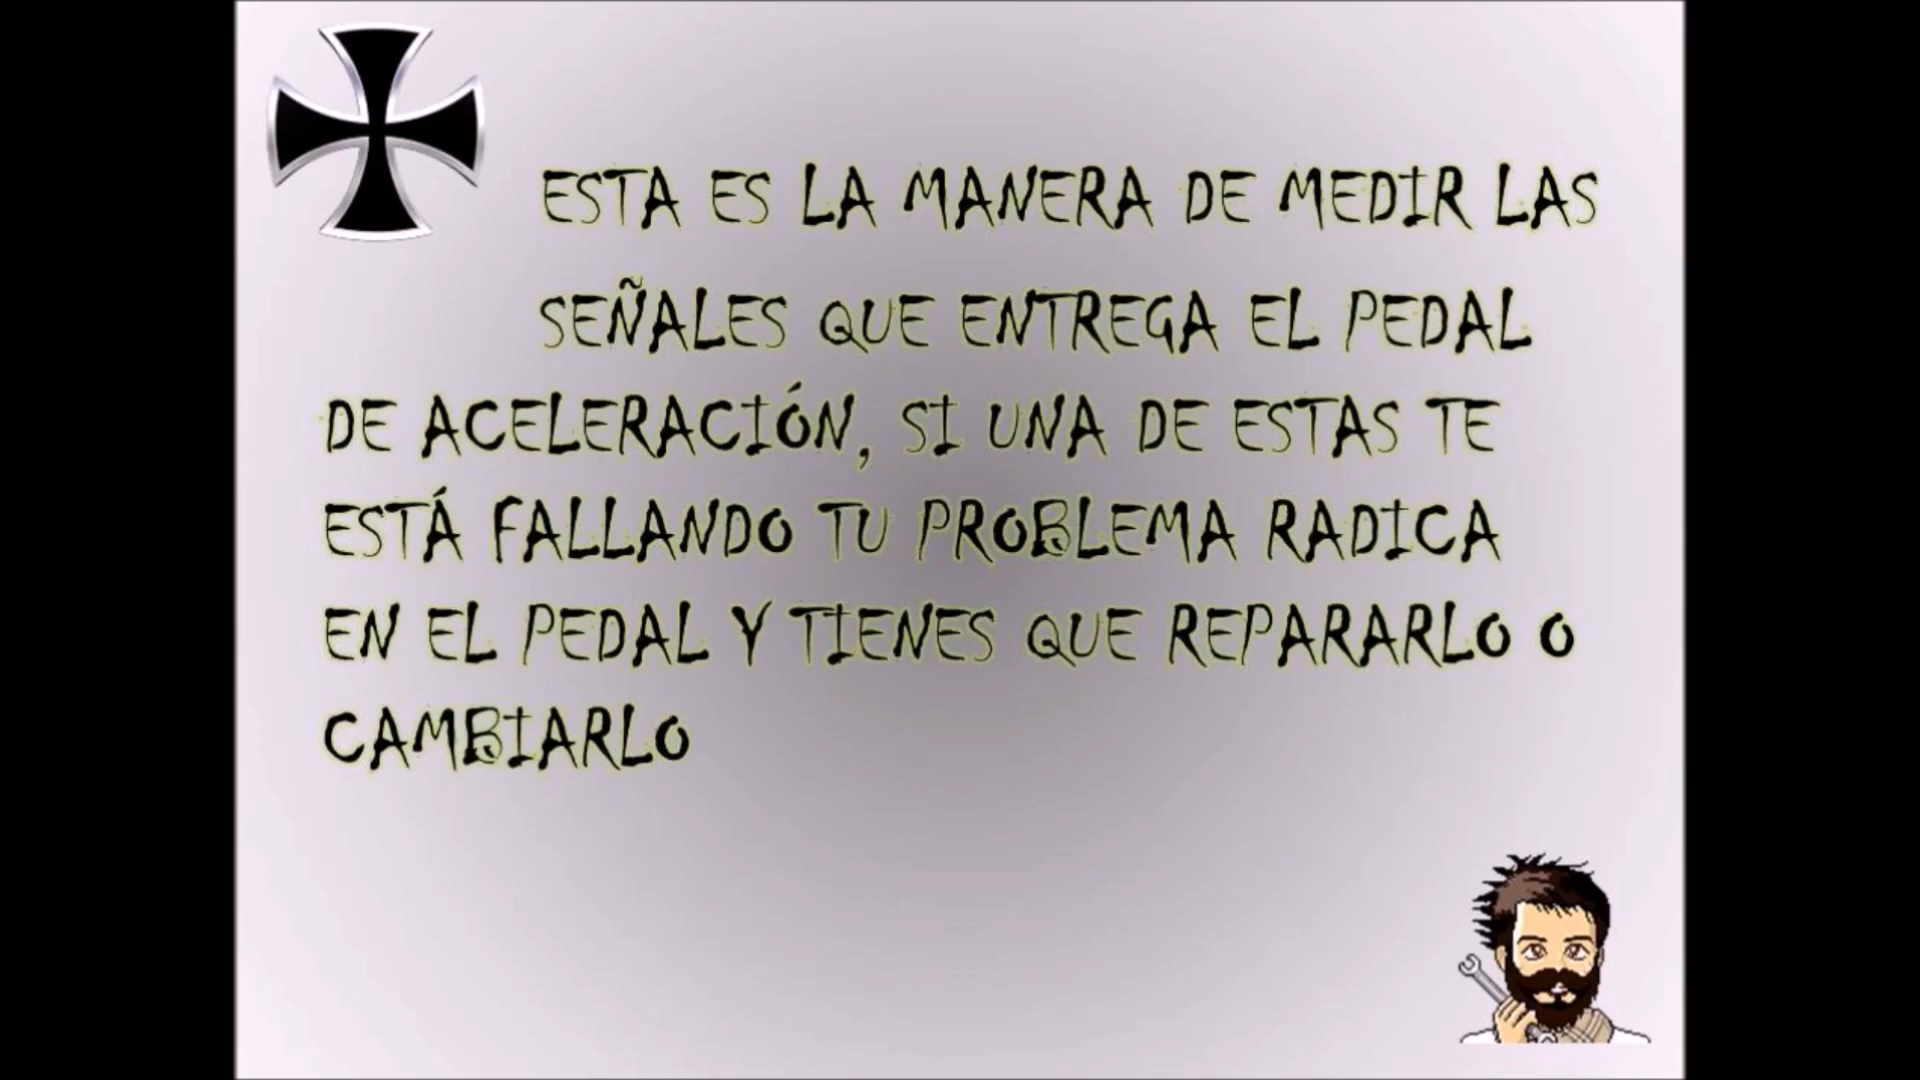 ESTA ES LA MANERA DE MEDIR LAS
SEÑALES QUE ENTREGA EL PEDAL
DE ACELERACIÓN, SI UNA DE ESTAS TE
ESTÁ FALLANDO TU PROBLEMA RADICA
EN EL PEDAL Y TIENES QUE REPARARLO O
CAMBIARLO